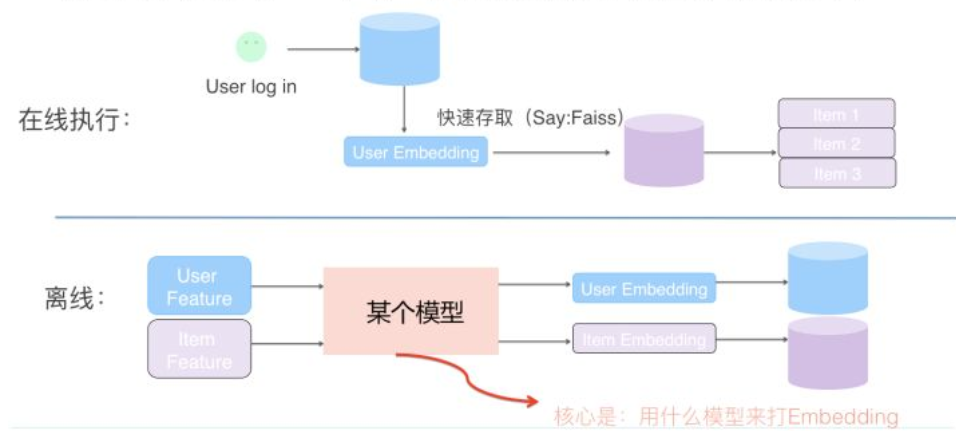 User log in
在线执行：
快速存取（Say:Faiss）
User Embedding
Item 1
Item 2
Item 3
离线：
User
Feature
Item
Feature
某个模型
User Embedding
Item Embedding
核心是：用什么模型来打Embedding